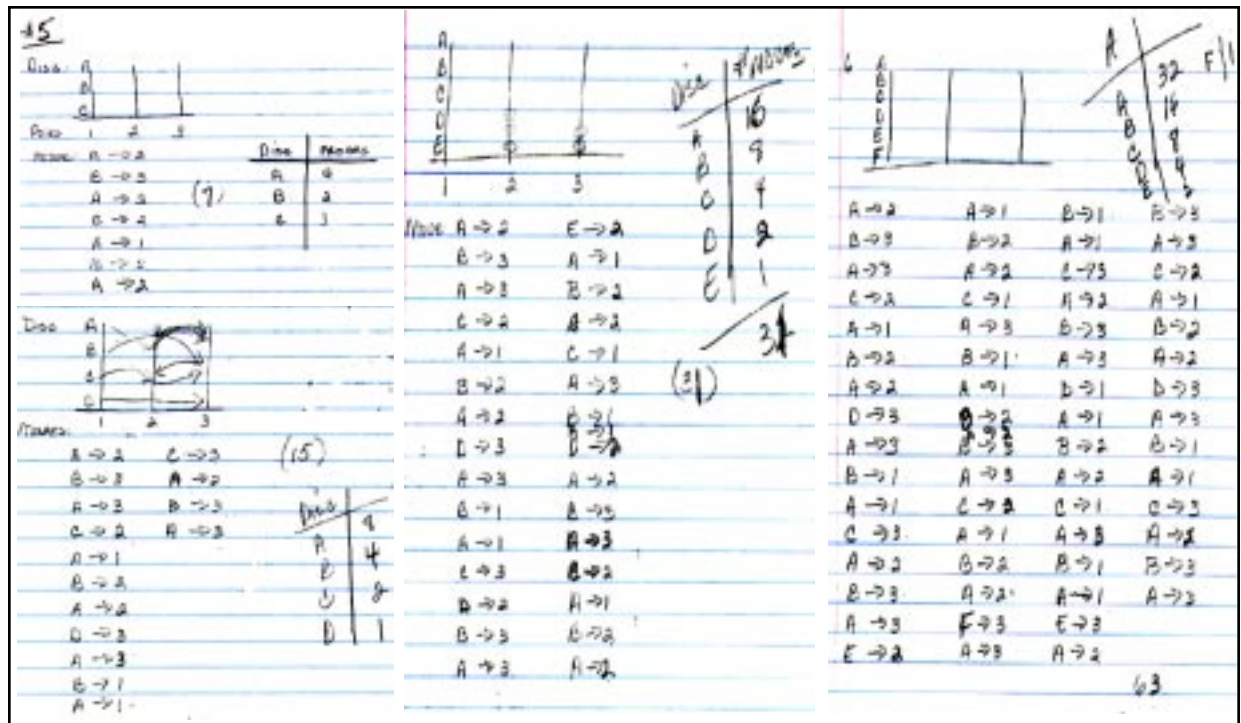 #5
Disc A
B
C
Pole 1 2 3
Moves A → 2
B → 3
A → 3
C → 2
A → 1
B → 2
A → 2
(7)
Disc Moves
A 4
B 2
C 1
Disc A
B
C
1 2 3
Moves:
A → 2 C → 3
B → 3 A → 2
A → 3 B → 3
C → 2 A → 3
A → 1
B → 2
A → 2
D → 3
A → 3
B → 1
A → 1
(15)
Disc
8
A 4
B 2
C
D 1
A
B
C
D
E
1 2 3
Disc #Moves
16
A 8
B 4
C 2
D 1
E
31
(31)
Move A → 2 E → 2
B → 3 A → 1
A → 3 B → 2
C → 2 A → 2
A → 1 C → 1
B → 2 A → 3
A → 2 B → 1
D → 3
A → 3 A → 2
B → 1 B → 3
A → 1 A → 3
C → 3 C → 2
D → 2 A → 1
B → 3 B → 2
A → 3 A → 2
6 A
B
C
D
E
F
A 32 F/1
A 16
B 8
C 4
D 2
A → 2 A → 1 B → 1 B → 3
B → 3 B → 2 A → 1 A → 3
A → 3 A → 2 C → 3 C → 2
C → 2 C → 1 A → 2 A → 1
A → 1 A → 3 B → 3 B → 2
B → 2 B → 1 A → 3 A → 2
A → 2 A → 1 D → 1 D → 3
D → 3 A → 1 A → 3
A → 3 B → 3 B → 2 B → 1
B → 1 A → 3 A → 2 A → 1
A → 1 C → 2 C → 1 C → 3
C → 3 A → 1 A → 3 A → 2
A → 2 B → 2 B → 1 B → 3
B → 3 A → 2 A → 1 A → 3
A → 3 F → 3 E → 3
E → 2 A → 3 A → 2
63